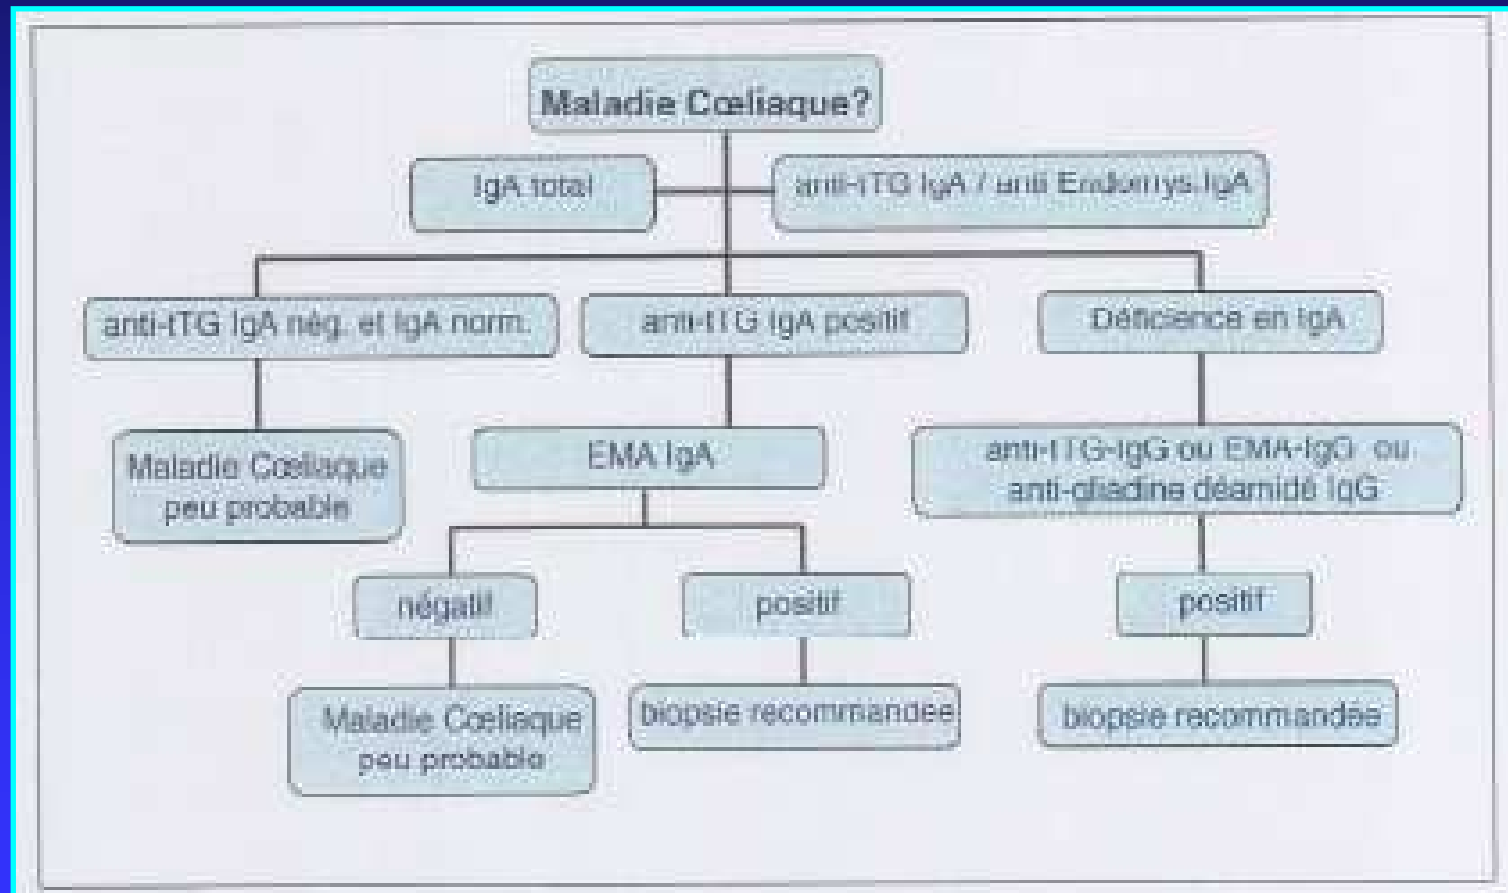 Maladie Cœliaque?
IgA total
anti-tTG IgA / anti Endomys.IgA
anti-tTG IgA nég. et IgA norm.
anti-tTG IgA positif
Déficience en IgA
Maladie Cœliaque
peu probable
EMA IgA
anti-tTG-IgG ou EMA-IgG ou
anti-gliadine déamidé IgG
négatif
positif
positif
Maladie Cœliaque
peu probable
biopsie recommandée
biopsie recommandée